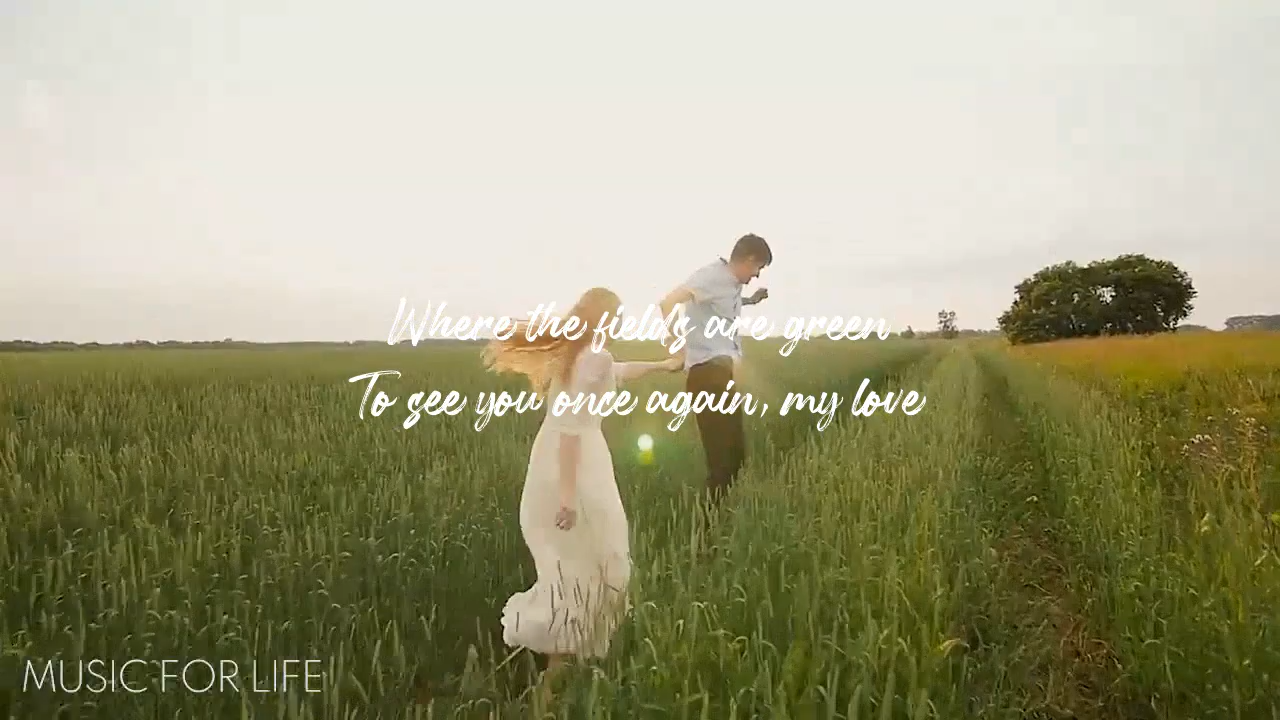 Where the fields are green
To see you once again, my love
MUSIC FOR LIFE